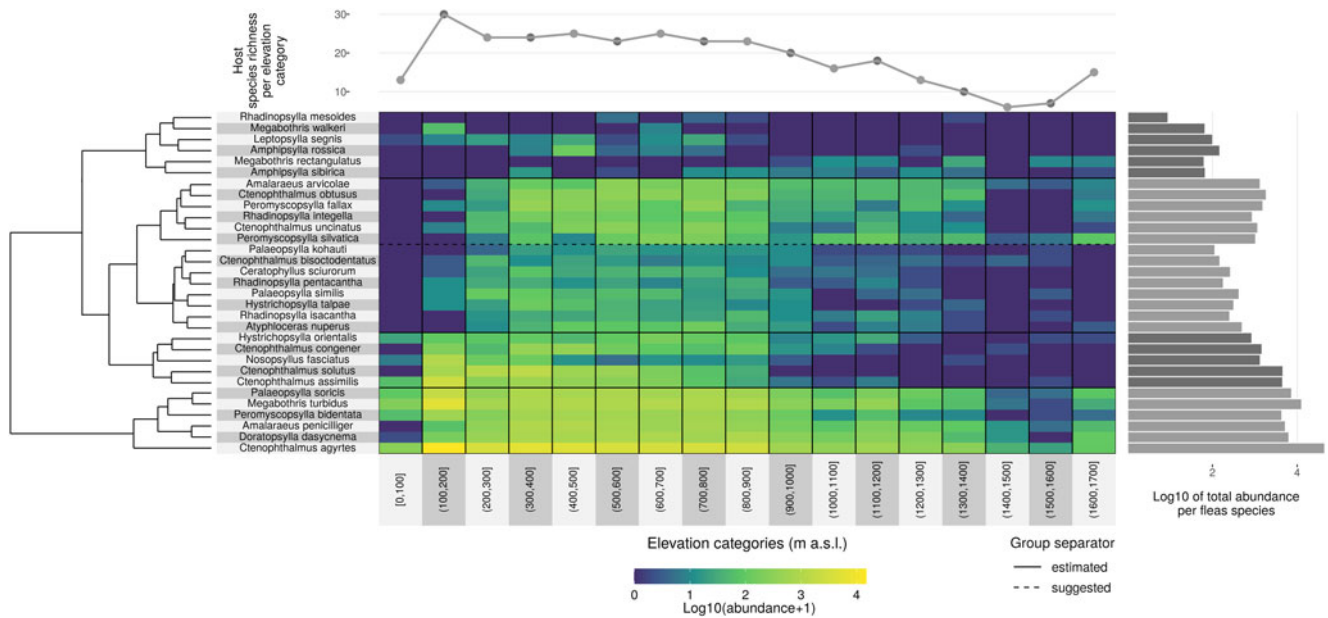 Host
species richness
per elevation
category
30
20
10
Rhadinopsylla mesoides
Megabothris walkeri
Leptopsylla segnis
Amphipsylla rossica
Megabothris rectangulatus
Amphipsylla sibirica
Amalaraeus arvicolae
Ctenophthalmus obtusus
Peromyscopsylla fallax
Rhadinopsylla integella
Ctenophthalmus uncinatus
Peromyscopsylla silvatica
Palaeopsylla kohauti
Ctenophthalmus bisoctodentatus
Ceratophyllus sciurorum
Rhadinopsylla pentacantha
Palaeopsylla similis
Hystrichopsylla talpae
Rhadinopsylla isacantha
Atyphloceras nuperus
Hystrichopsylla orientalis
Ctenophthalmus congener
Nosopsyllus fasciatus
Ctenophthalmus solutus
Ctenophthalmus assimilis
Palaeopsylla soricis
Megabothris turbidus
Peromyscopsylla bidentata
Amalaraeus penicilliger
Doratopsylla dasycnema
Ctenophthalmus agyrtes
[0,100]
(100,200]
(200,300]
(300,400]
(400,500]
(500,600]
(600,700]
(700,800]
(800,900]
(900,1000]
(1000,1100]
(1100,1200]
(1200,1300]
(1300,1400]
(1400,1500]
(1500,1600]
(1600,1700]
2 4
Log10 of total abundance
per fleas species
Elevation categories (m a.s.l.)
0 1 2 3 4
Log10(abundance+1)
Group separator
estimated
suggested